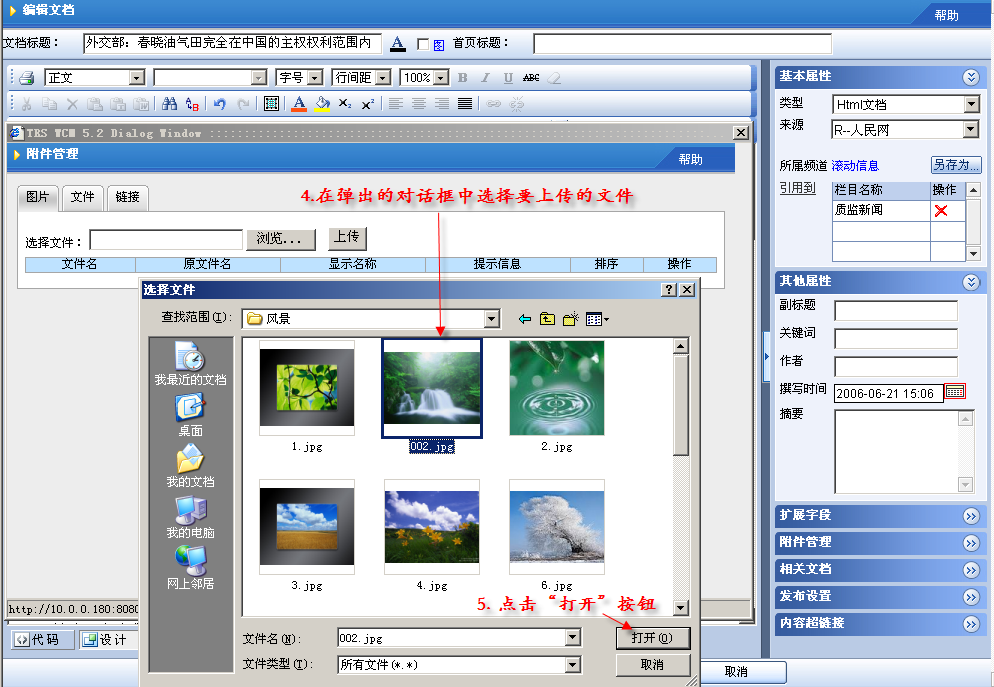 编辑文档
帮助
文档标题：
外交部：春晓油气田完全在中国的主权权利范围内
A
图
首页标题：
正文
字号
行间距
100%
B I U ABC
TRS WCM 5.2 Dialog Window
附件管理
帮助
图片
文件
链接
4.在弹出的对话框中选择要上传的文件
选择文件：
浏览...
上传
文件名
原文件名
显示名称
提示信息
排序
操作
选择文件
查找范围(I):
风景
我最近的文档
桌面
我的文档
我的电脑
网上邻居
1.jpg
002.jpg
2.jpg
3.jpg
4.jpg
6.jpg
5.点击“打开”按钮
文件名(N):
002.jpg
打开(O)
文件类型(T):
所有文件(*.*)
取消
http://10.0.0.180:8080
代码
设计
取消
基本属性
类型
Html文档
来源
R--人民网
所属频道
滚动信息
另存为...
引用到
栏目名称
操作
质监新闻
其他属性
副标题
关键词
作者
撰写时间
2006-06-21 15:06
摘要
扩展字段
附件管理
相关文档
发布设置
内容超链接